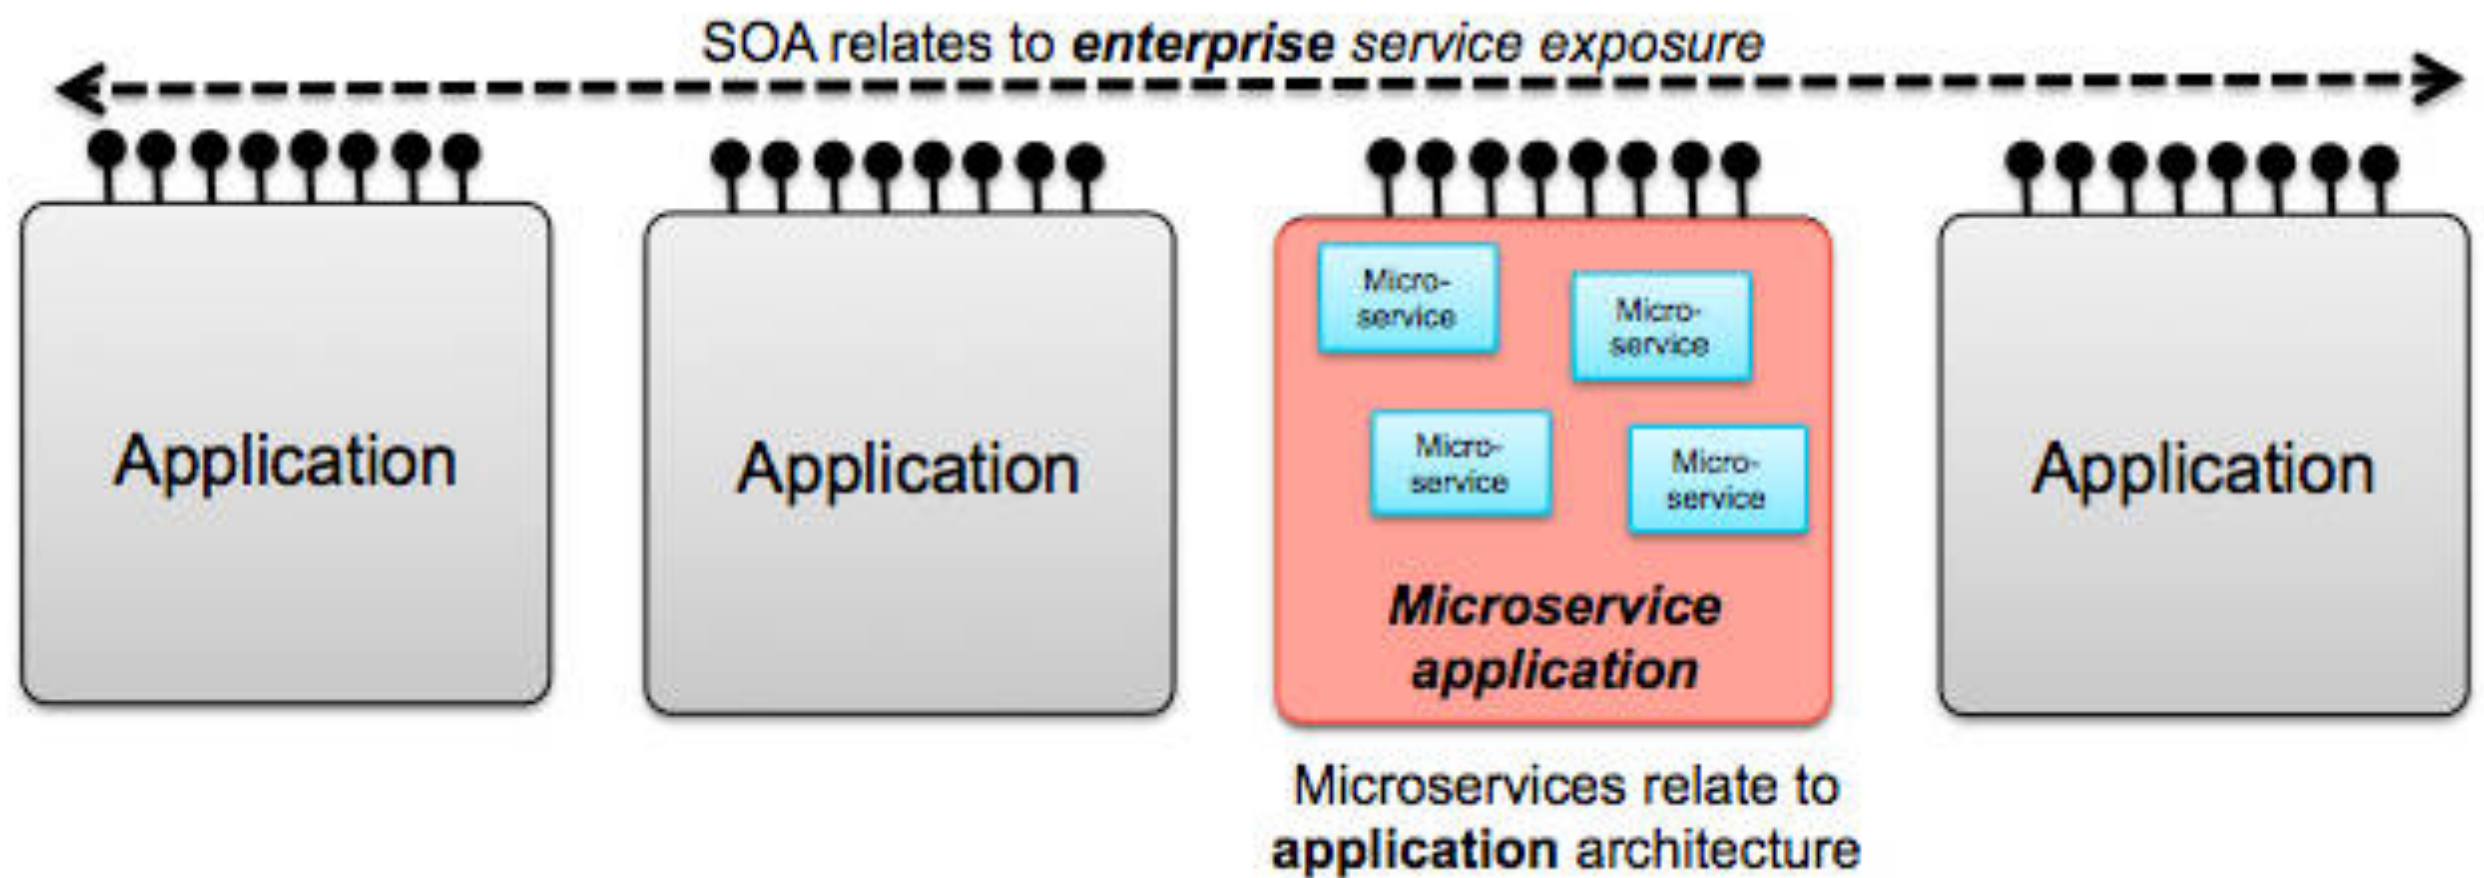 SOA relates to enterprise service exposure
Application
Application
Micro-
service
Micro-
service
Micro-
service
Micro-
service
Microservice
application
Application
Microservices relate to
application architecture